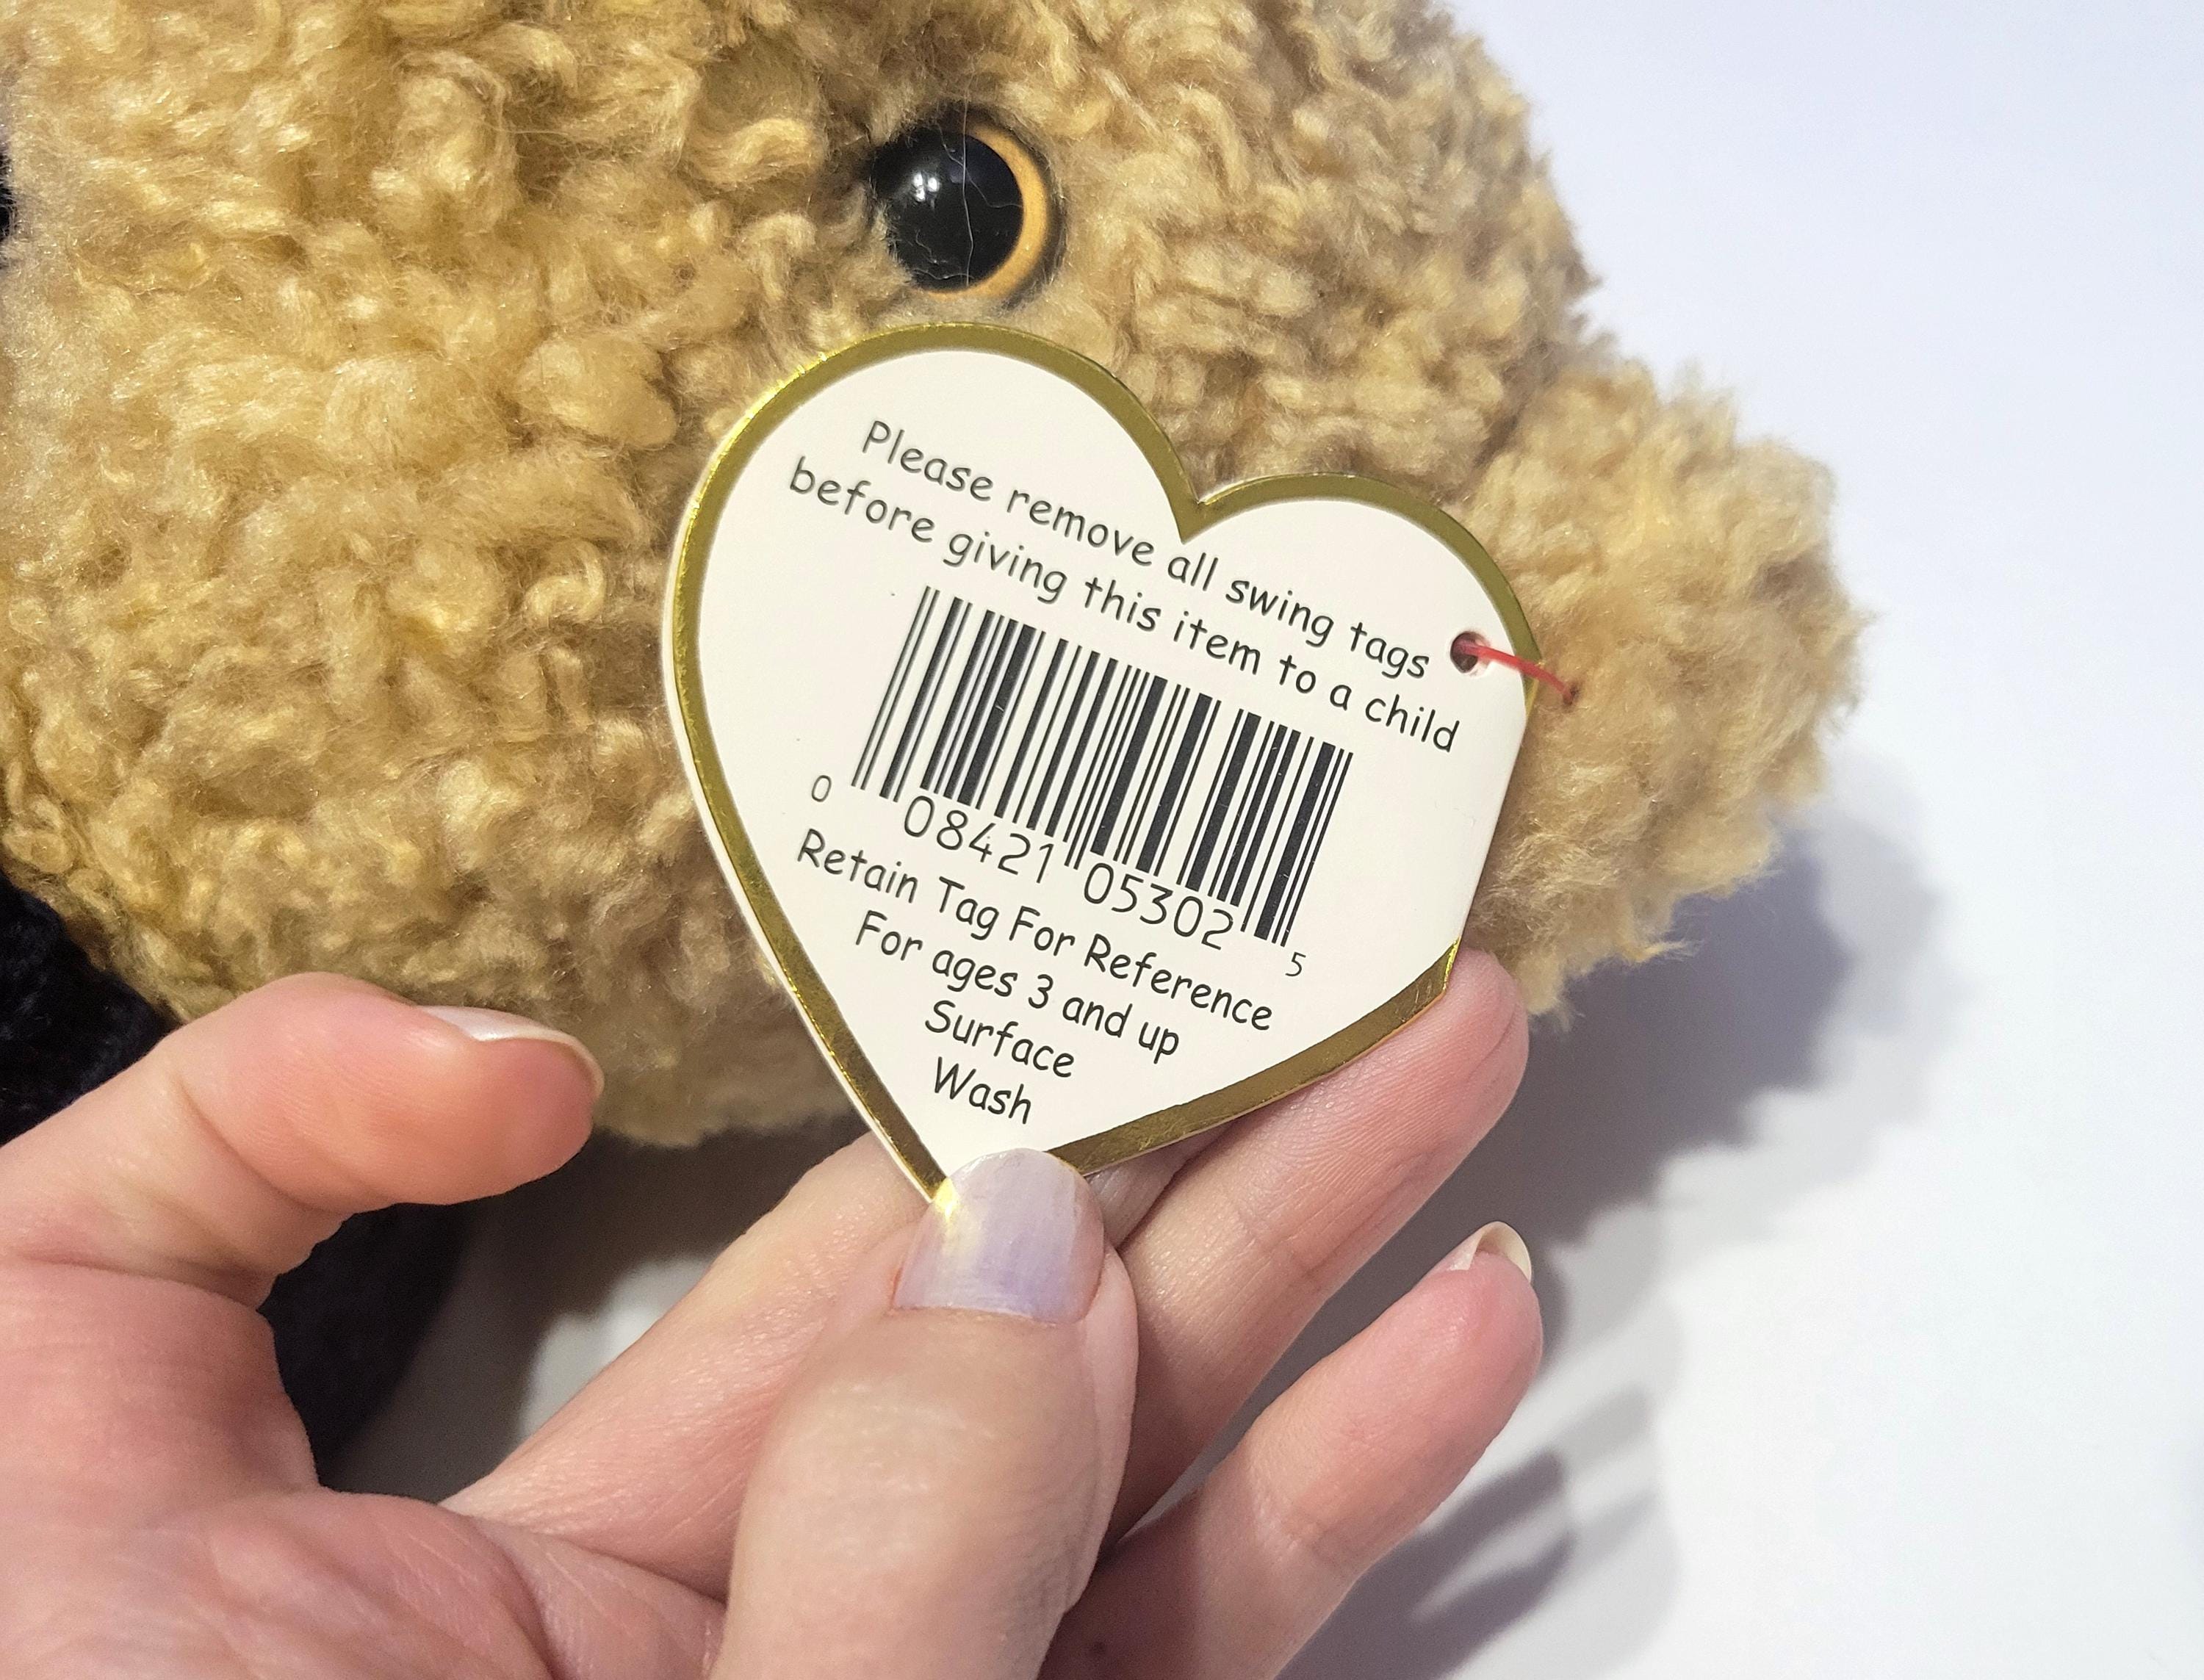 Please remove all swing tags
before giving this item to a child
0 08421 05302 5
Retain Tag For Reference
For ages 3 and up
Surface
Wash